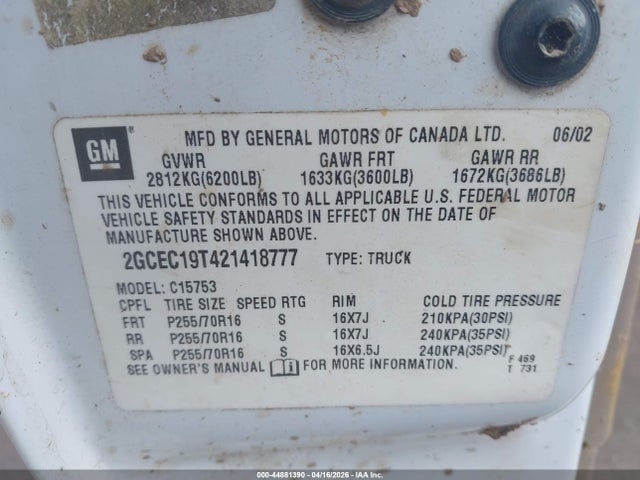 GM
MFD BY GENERAL MOTORS OF CANADA LTD. 06/02
GVWR GAWR FRT GAWR RR
2812KG(6200LB) 1633KG(3600LB) 1672KG(3686LB)
THIS VEHICLE CONFORMS TO ALL APPLICABLE U.S. FEDERAL MOTOR
VEHICLE SAFETY STANDARDS IN EFFECT ON THE DATE OF
MANUFACTURE SHOWN ABOVE.
2GCEC19T421418777 TYPE: TRUCK
MODEL: C15753
CPFL TIRE SIZE SPEED RTG RIM COLD TIRE PRESSURE
FRT P255/70R16 S 16X7J 210KPA(30PSI)
RR P255/70R16 S 16X7J 240KPA(35PSI)
SPA P255/70R16 S 16X6.5J 240KPA(35PSI)
F 469
T 731
SEE OWNER'S MANUAL FOR MORE INFORMATION.
000-44881390 - 04/16/2026 - IAAI.COM